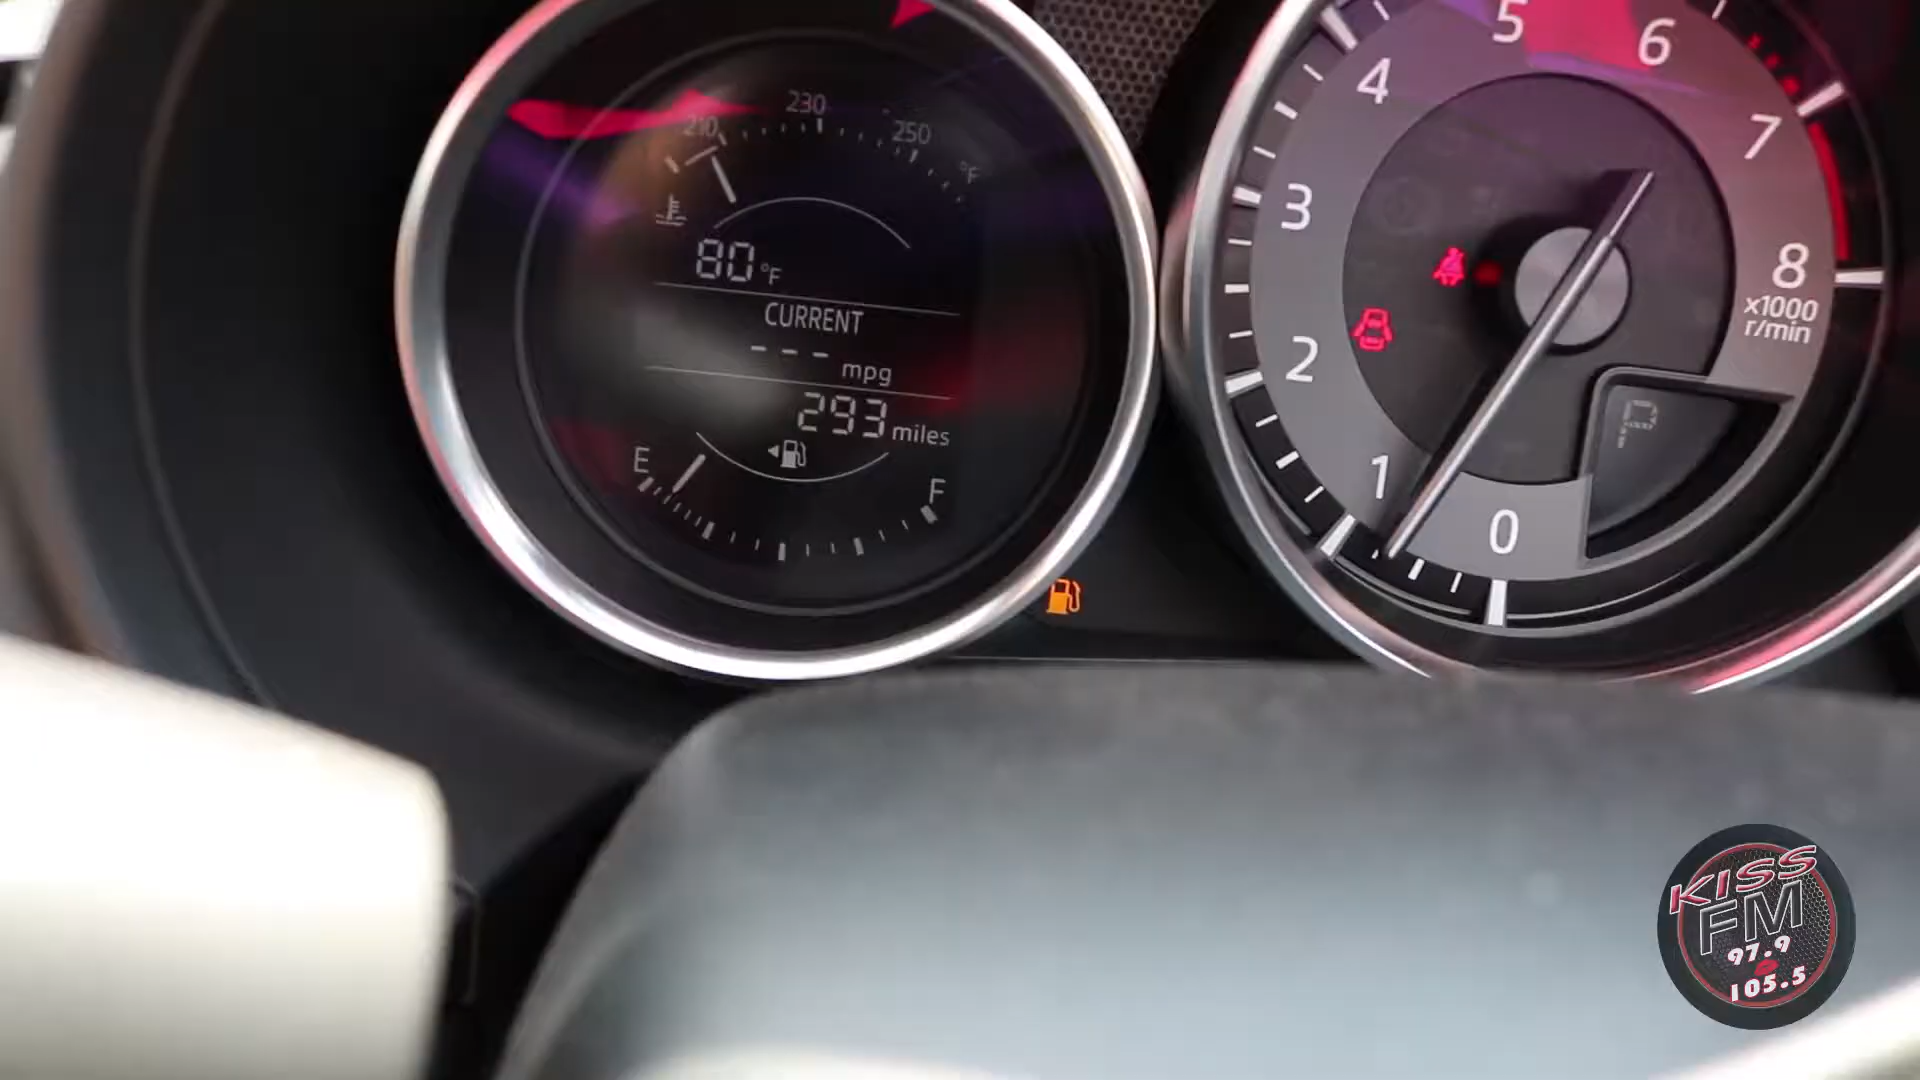 210
230
250
°F
80 °F
CURRENT
--- mpg
293 miles
E
F
0
1
2
3
4
5
6
7
8
x1000
r/min
P
KISS
FM
97.9
105.5